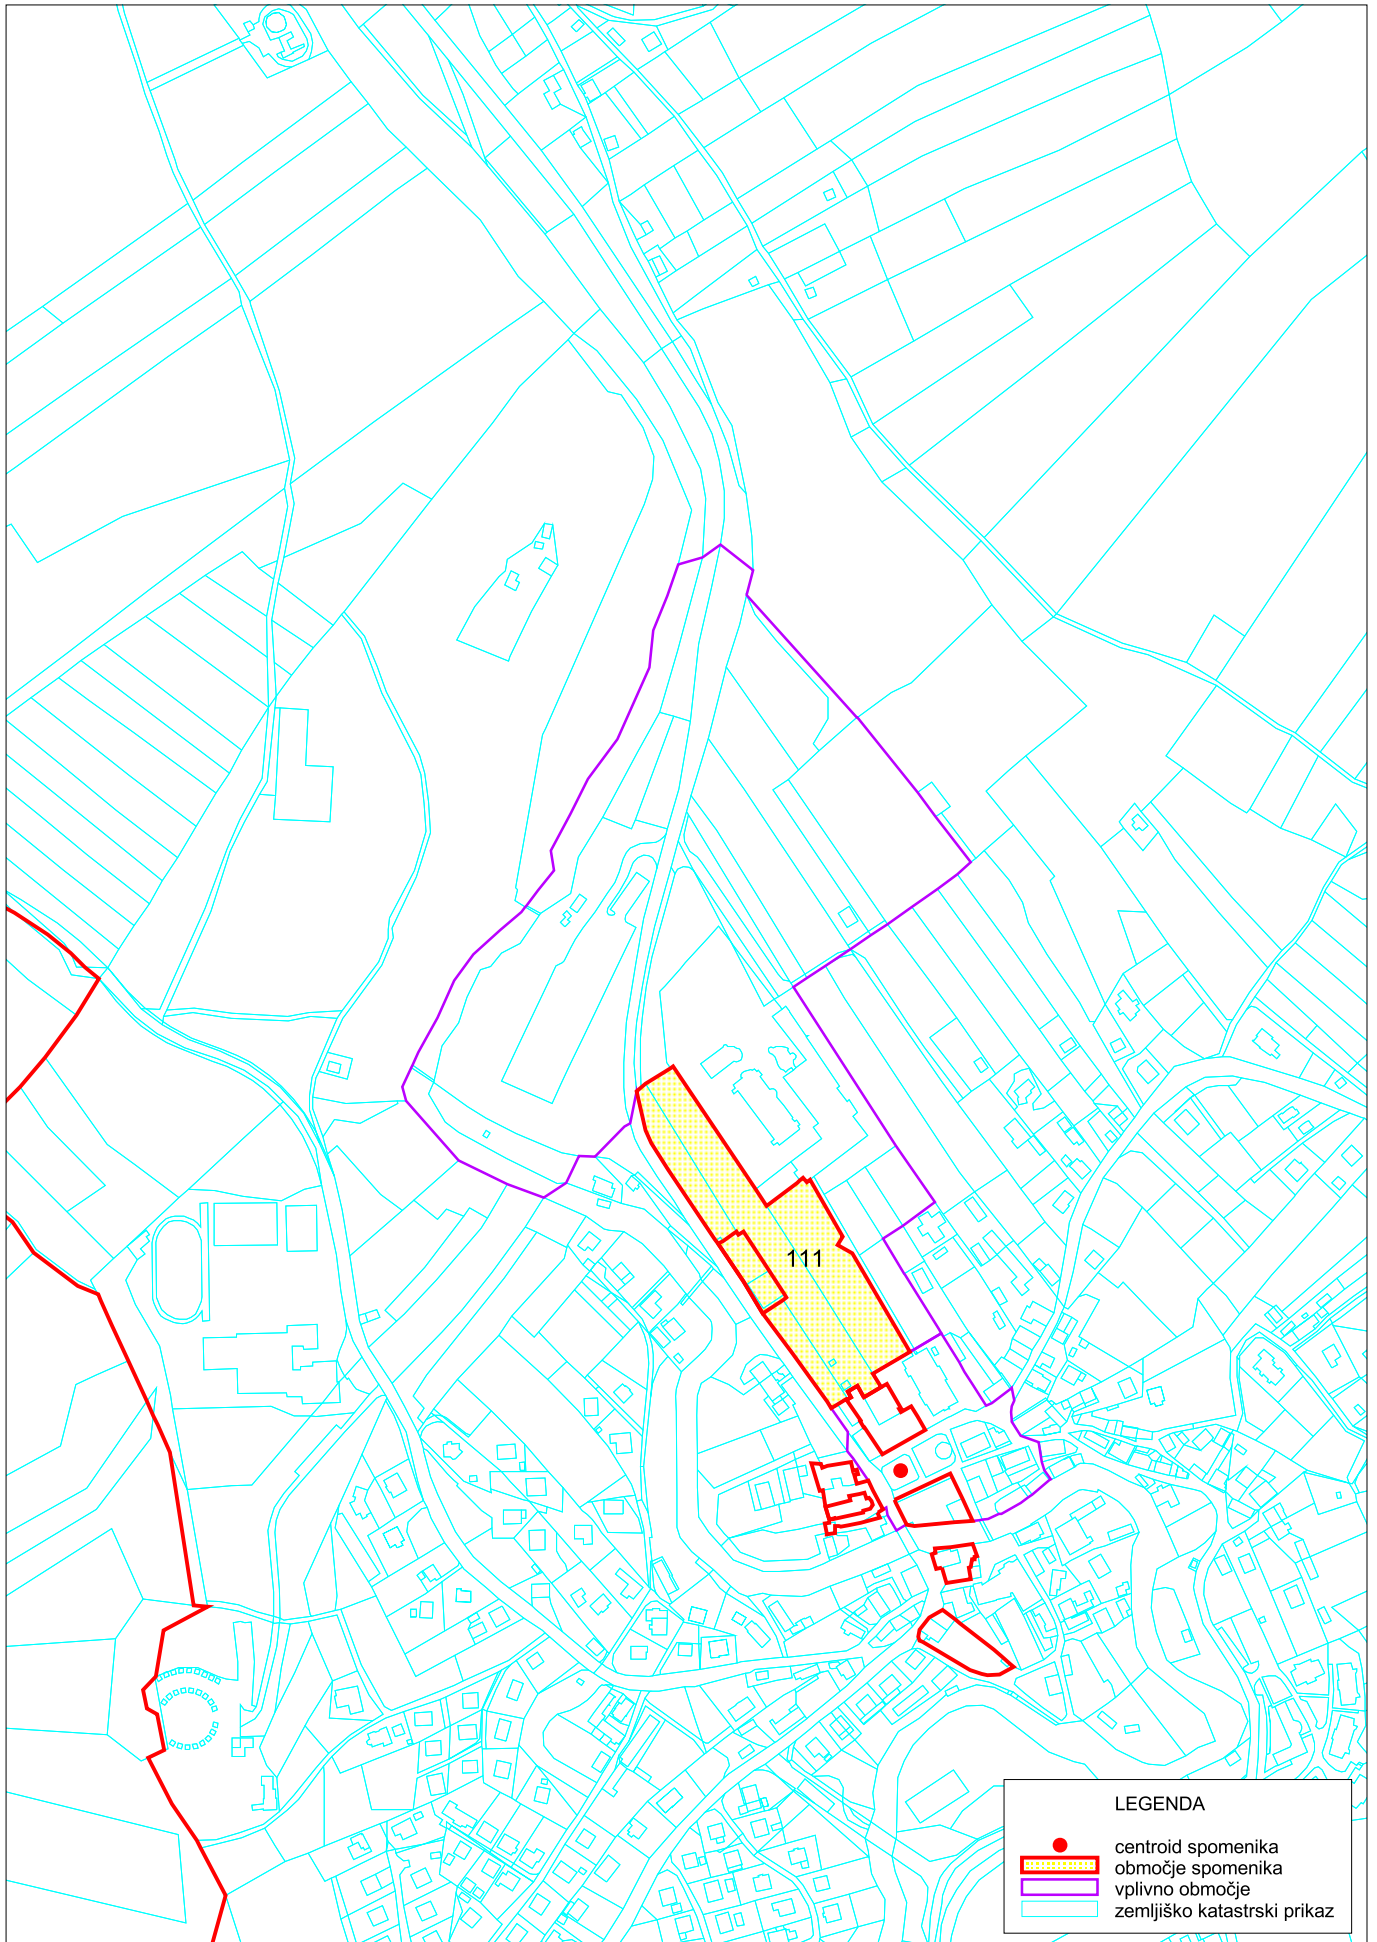 111
LEGENDA
centroid spomenika
območje spomenika
vplivno območje
zemljiško katastrski prikaz